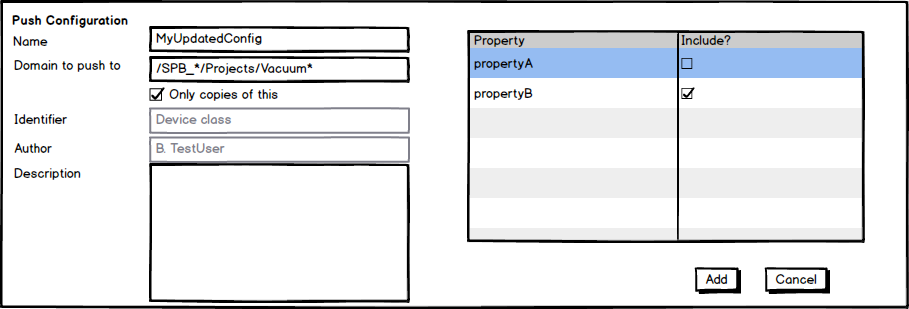 Push Configuration
Name
MyUpdatedConfig
Domain to push to
/SPB_*/Projects/Vacuum*
Only copies of this
Identifier
Device class
Author
B. TestUser
Description
Property Include?
propertyA
propertyB
Add Cancel